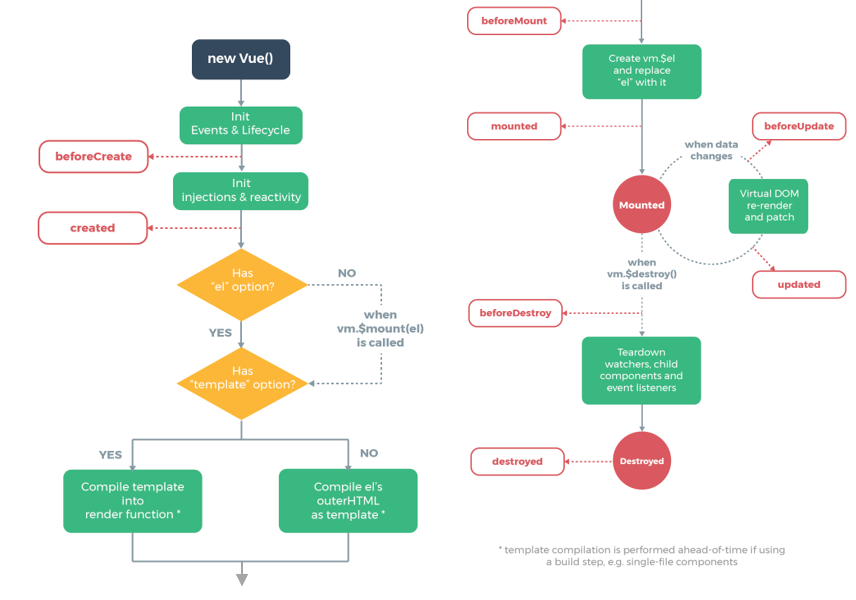 new Vue()
Init
Events & Lifecycle
beforeCreate
Init
injections & reactivity
created
Has
“el” option?
NO
when
vm.$mount(el)
is called
YES
Has
“template” option?
YES
NO
Compile template
into
render function *
Compile el’s
outerHTML
as template *
beforeMount
Create vm.$el
and replace
“el” with it
mounted
when data
changes
beforeUpdate
Mounted
Virtual DOM
re-render
and patch
updated
when
vm.$destroy()
is called
beforeDestroy
Teardown
watchers, child
components and
event listeners
destroyed
Destroyed
* template compilation is performed ahead-of-time if using
a build step, e.g. single-file components